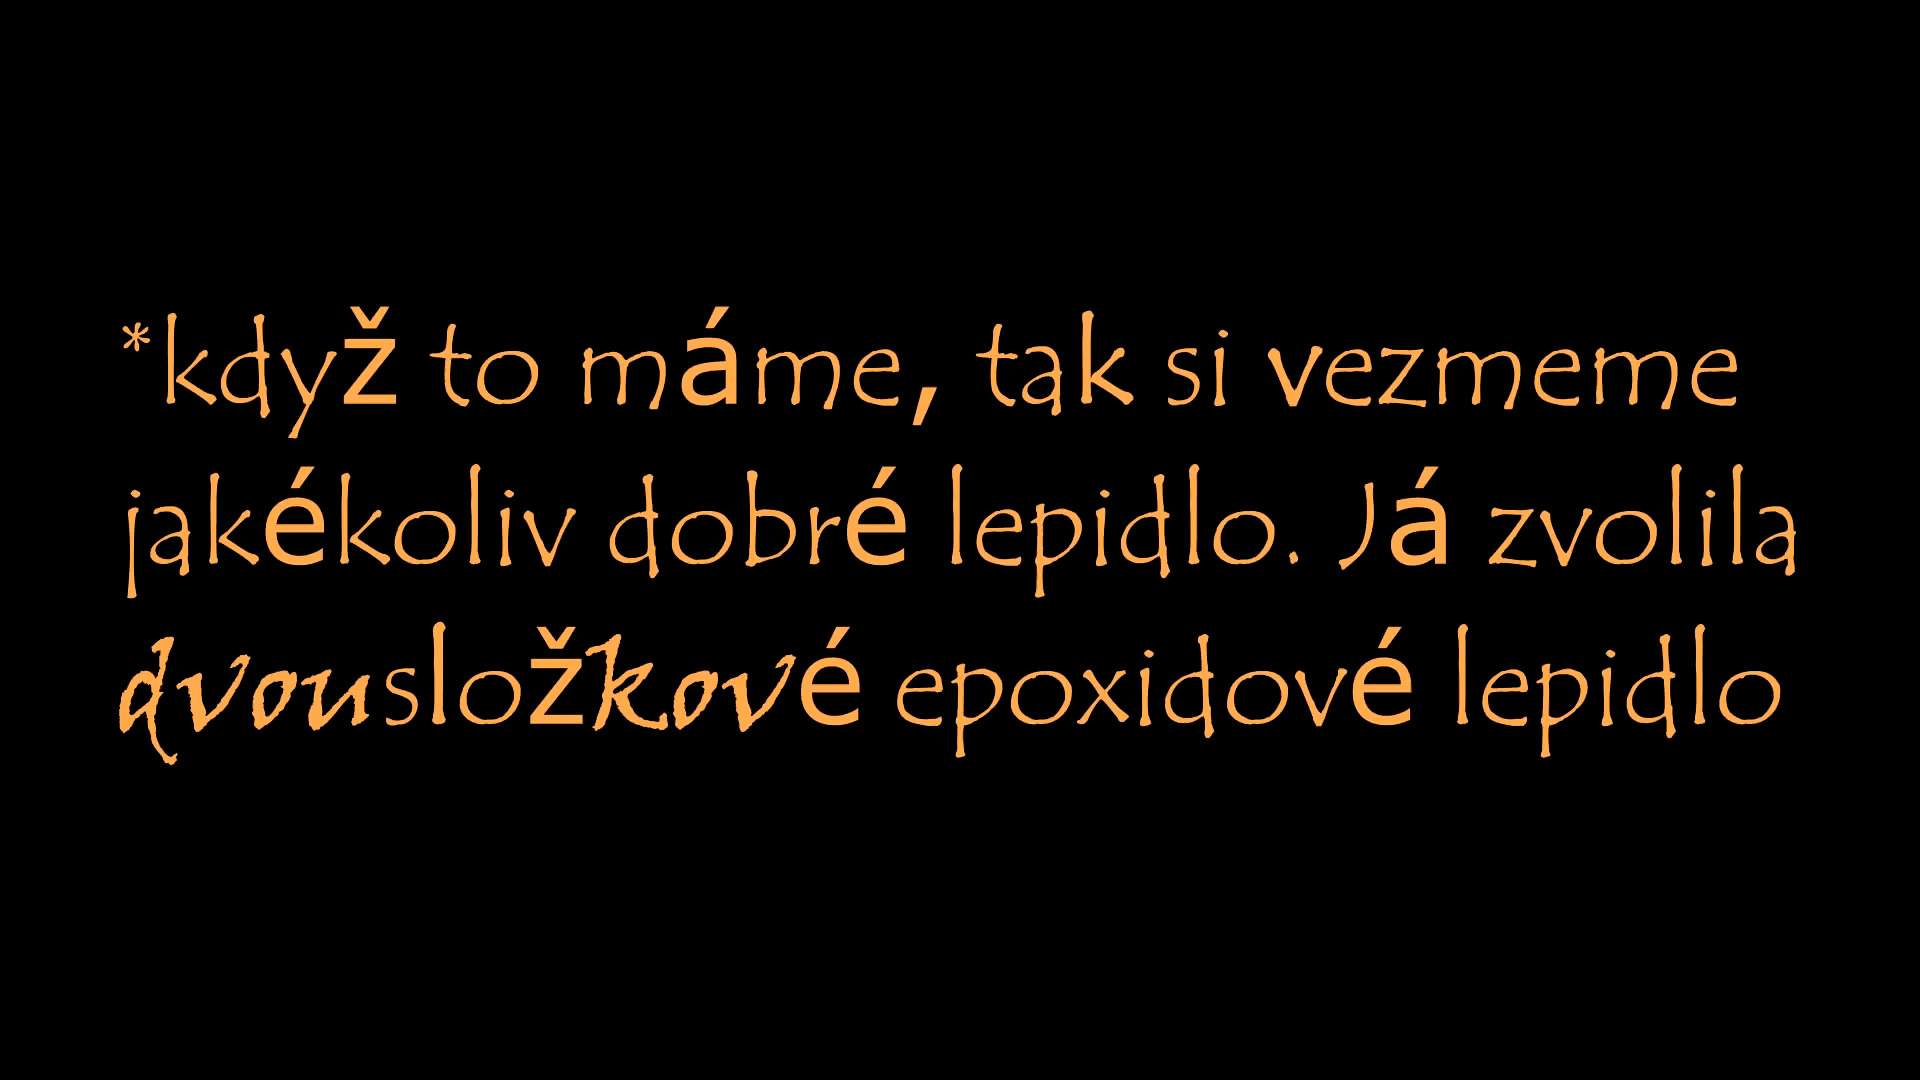 *když to máme, tak si vezmeme
jakékoliv dobré lepidlo. Já zvolila
dvousložkové epoxidové lepidlo